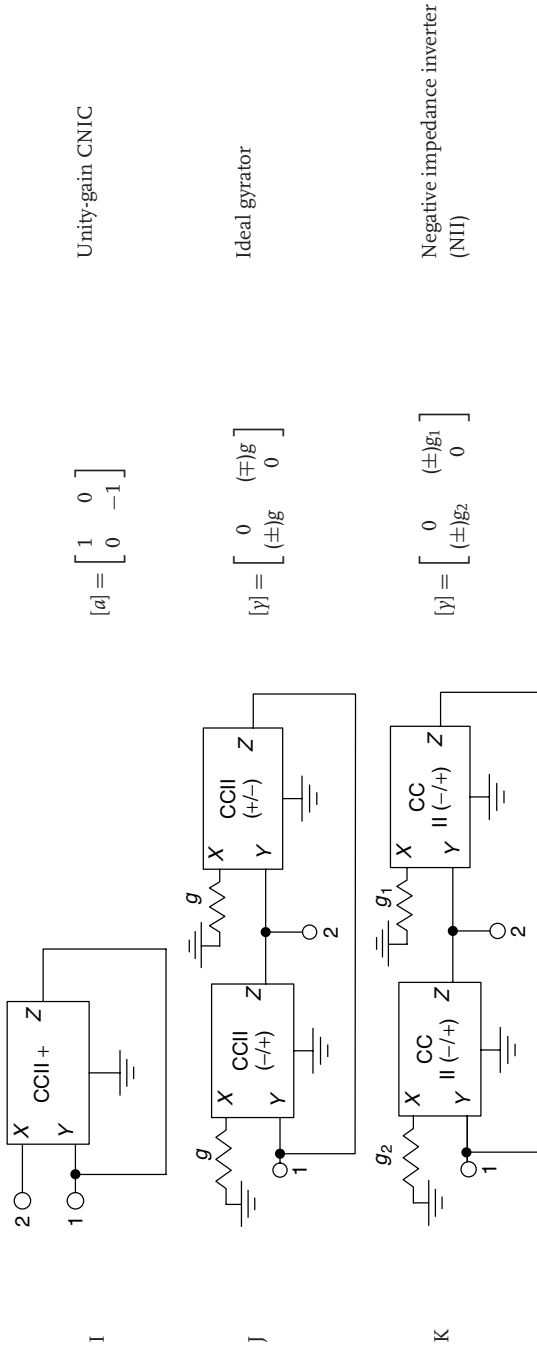 I
2
1
X
Y
Z
CCII +
[a] = [ 1 0
0 −1 ]
Unity-gain CNIC
J
g
1
X
Y
Z
CCII
(−/+)
g
2
X
Y
Z
CCII
(+/−)
[y] = [ 0 (∓)g
(±)g 0 ]
Ideal gyrator
K
g2
1
X
Y
Z
CC
II (−/+)
g1
2
X
Y
Z
CC
II (−/+)
[y] = [ 0 (±)g1
(±)g2 0 ]
Negative impedance inverter
(NII)